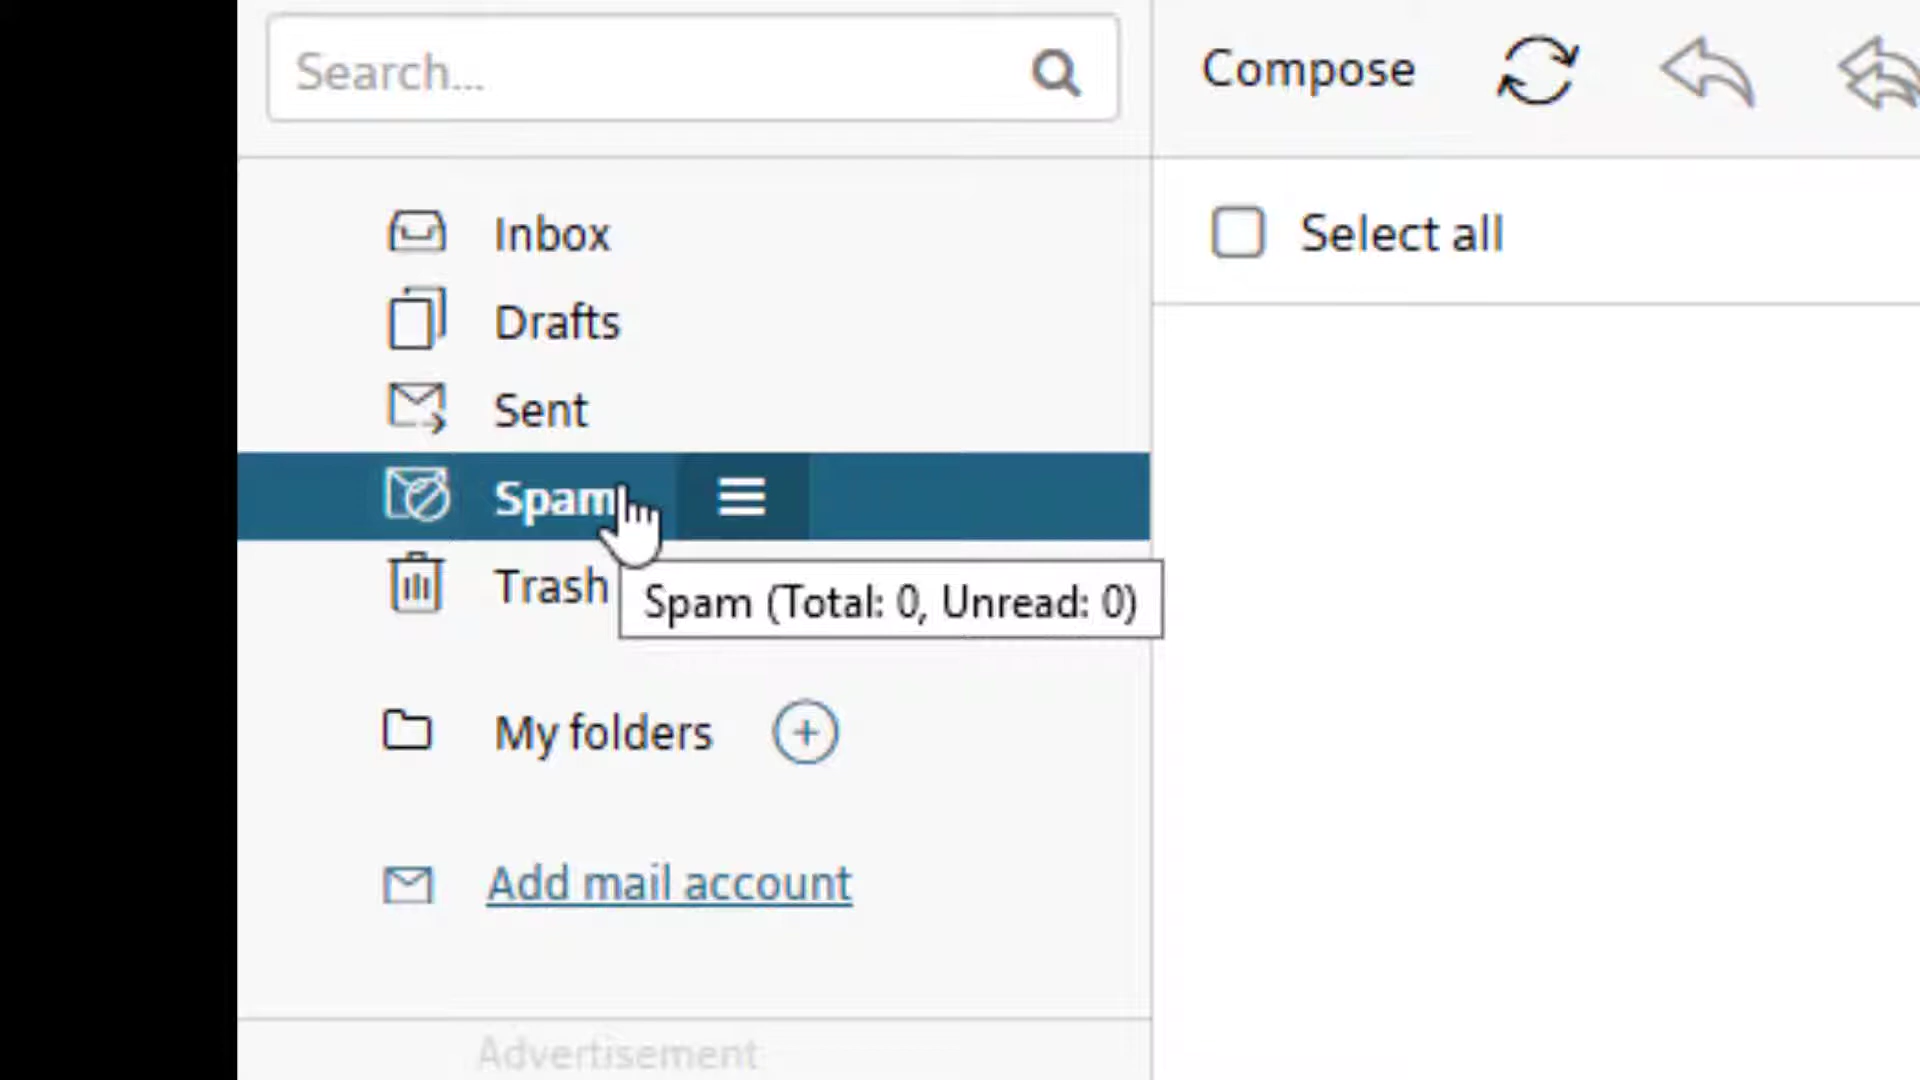 Search...
Compose
Inbox
Select all
Drafts
Sent
Spam
Trash
Spam (Total: 0, Unread: 0)
My folders
Add mail account
Advertisement